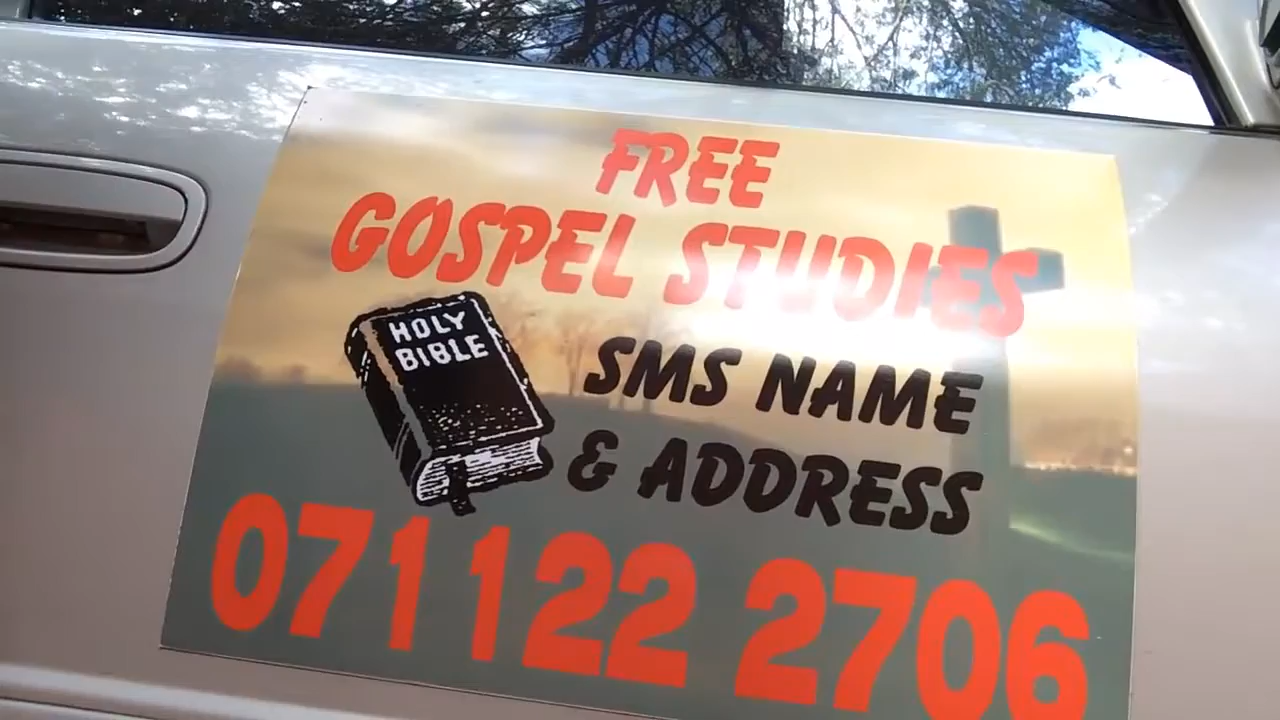 FREE
GOSPEL STUDIES
HOLY
BIBLE
SMS NAME
& ADDRESS
071 122 2706